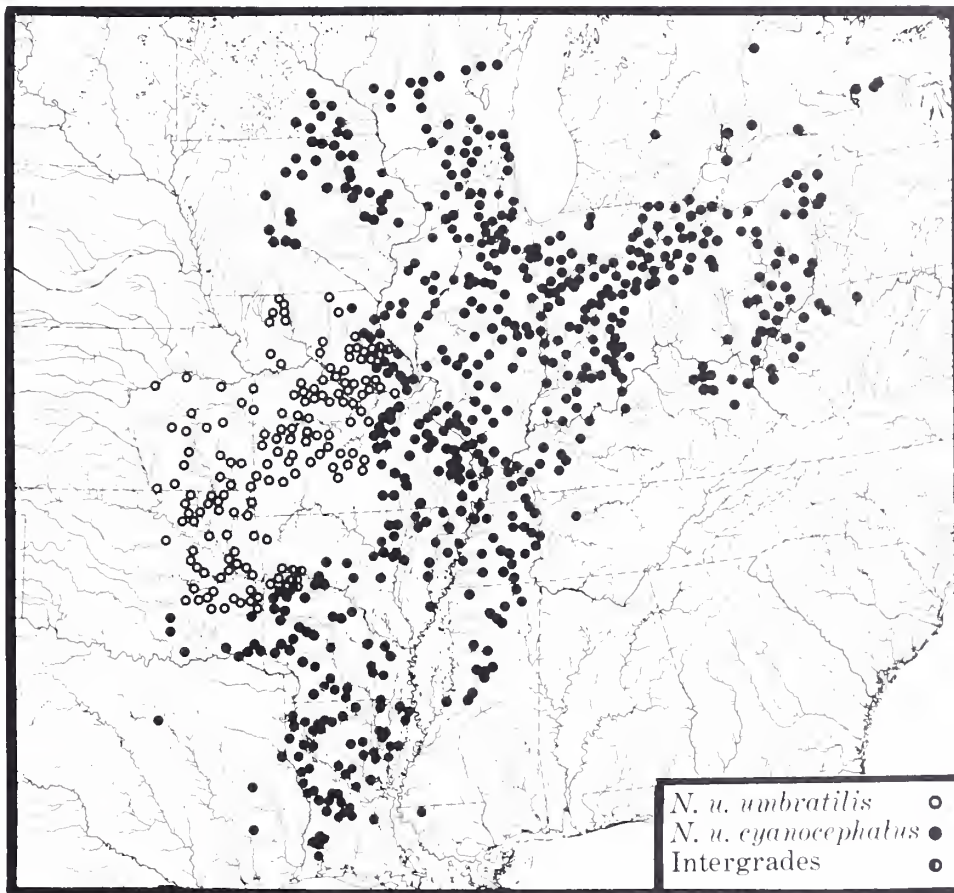 N. u. umbratilis
N. u. cyanocephalus
Intergrades